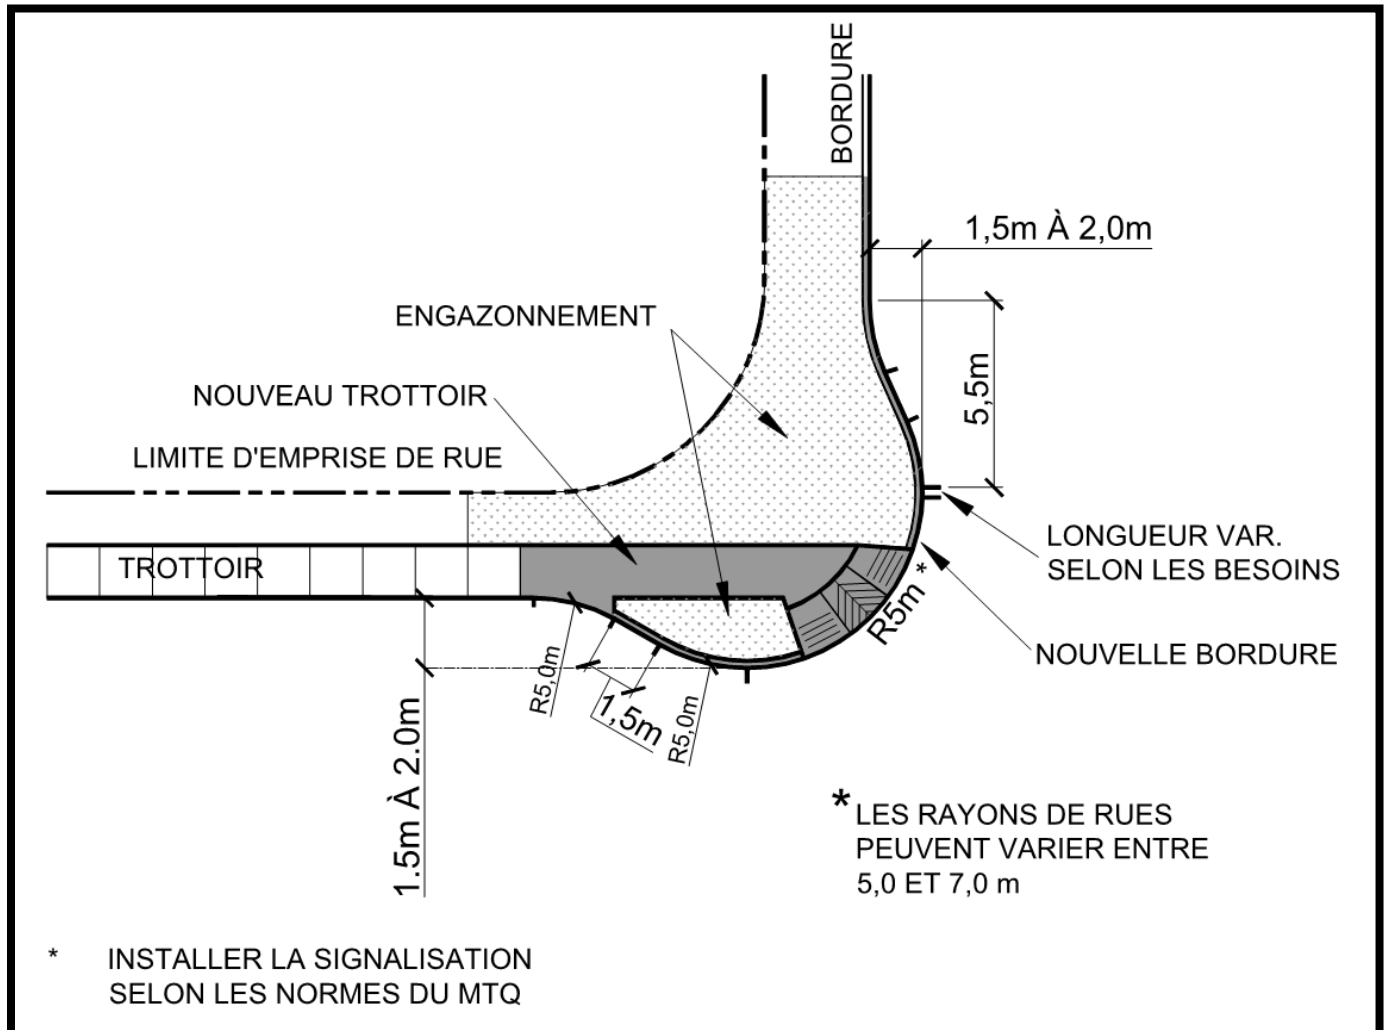 BORDURE
1,5m À 2,0m
ENGAZONNEMENT
5,5m
NOUVEAU TROTTOIR
LIMITE D'EMPRISE DE RUE
LONGUEUR VAR.
SELON LES BESOINS
TROTTOIR
R5m *
NOUVELLE BORDURE
R5,0m
1,5m
R5,0m
1.5m À 2.0m
* LES RAYONS DE RUES
PEUVENT VARIER ENTRE
5,0 ET 7,0 m
* INSTALLER LA SIGNALISATION
SELON LES NORMES DU MTQ